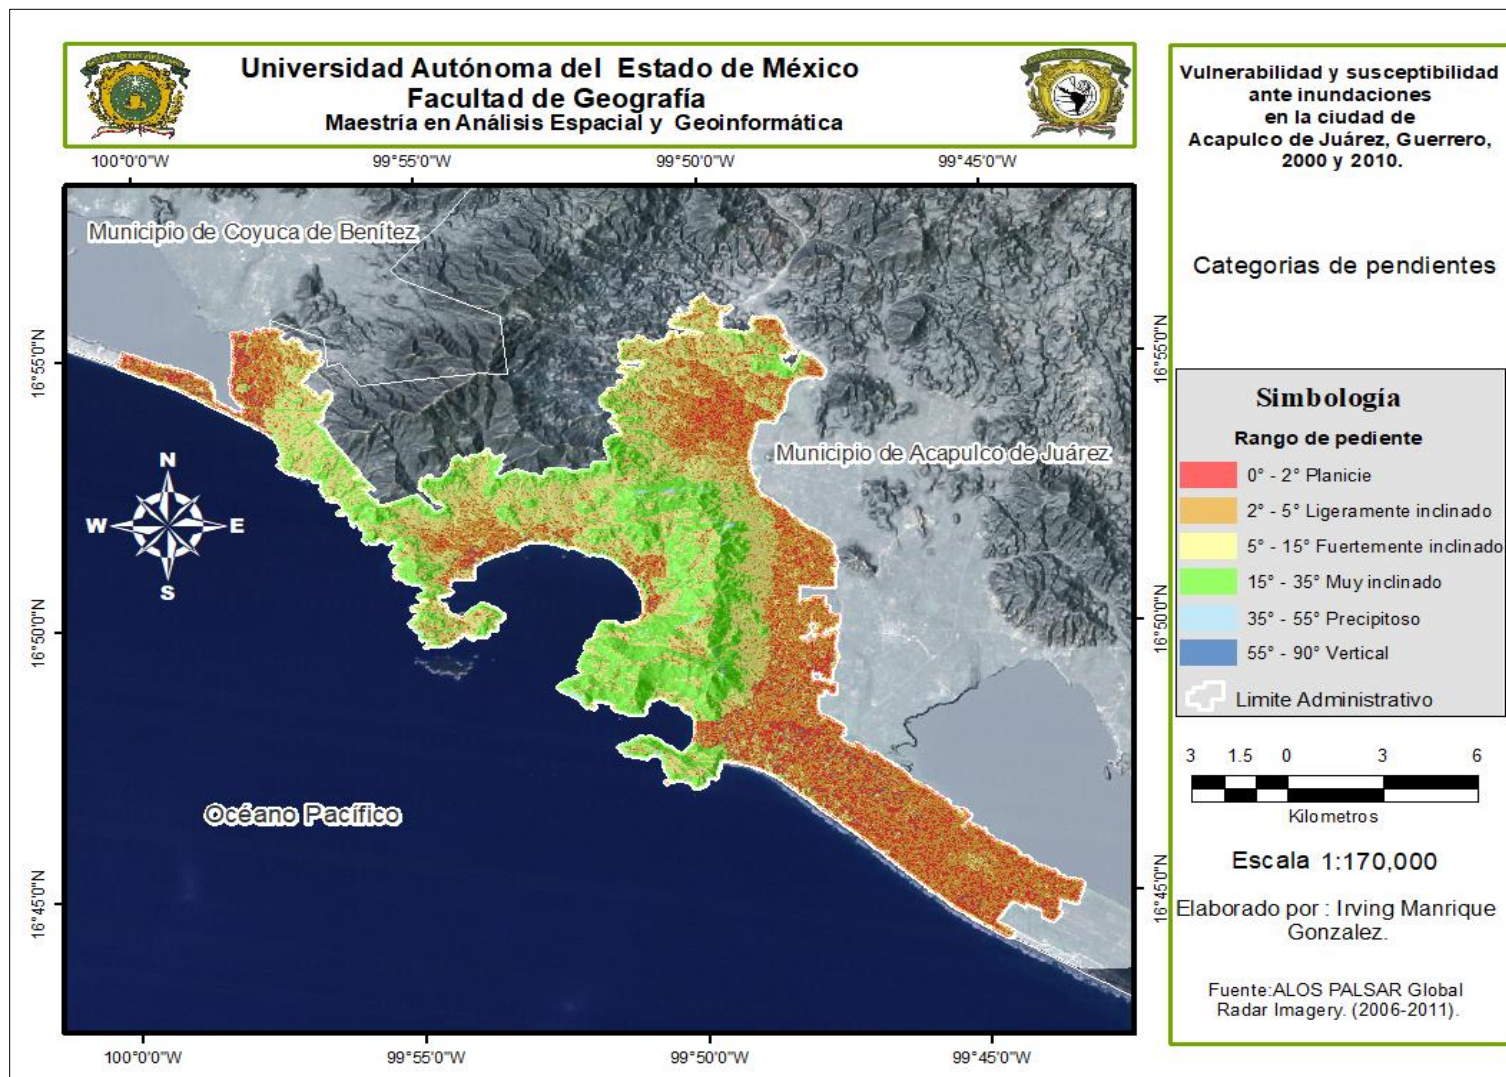 Universidad Autónoma del Estado de México
Facultad de Geografía
Maestría en Análisis Espacial y Geoinformática
100°0'0"W
99°55'0"W
99°50'0"W
99°45'0"W
Municipio de Coyuca de Benítez
Municipio de Acapulco de Juárez
N
W
E
S
Océano Pacífico
16°55'0"N
16°50'0"N
16°45'0"N
16°55'0"N
16°50'0"N
16°45'0"N
100°0'0"W
99°55'0"W
99°50'0"W
99°45'0"W
Vulnerabilidad y susceptibilidad
ante inundaciones
en la ciudad de
Acapulco de Juárez, Guerrero,
2000 y 2010.
Categorias de pendientes
Simbología
Rango de pediente
0° - 2° Planicie
2° - 5° Ligeramente inclinado
5° - 15° Fuertemente inclinado
15° - 35° Muy inclinado
35° - 55° Precipitoso
55° - 90° Vertical
Limite Administrativo
3 1.5 0 3 6
Kilometros
Escala 1:170,000
Elaborado por : Irving Manrique
Gonzalez.
Fuente:ALOS PALSAR Global
Radar Imagery. (2006-2011).